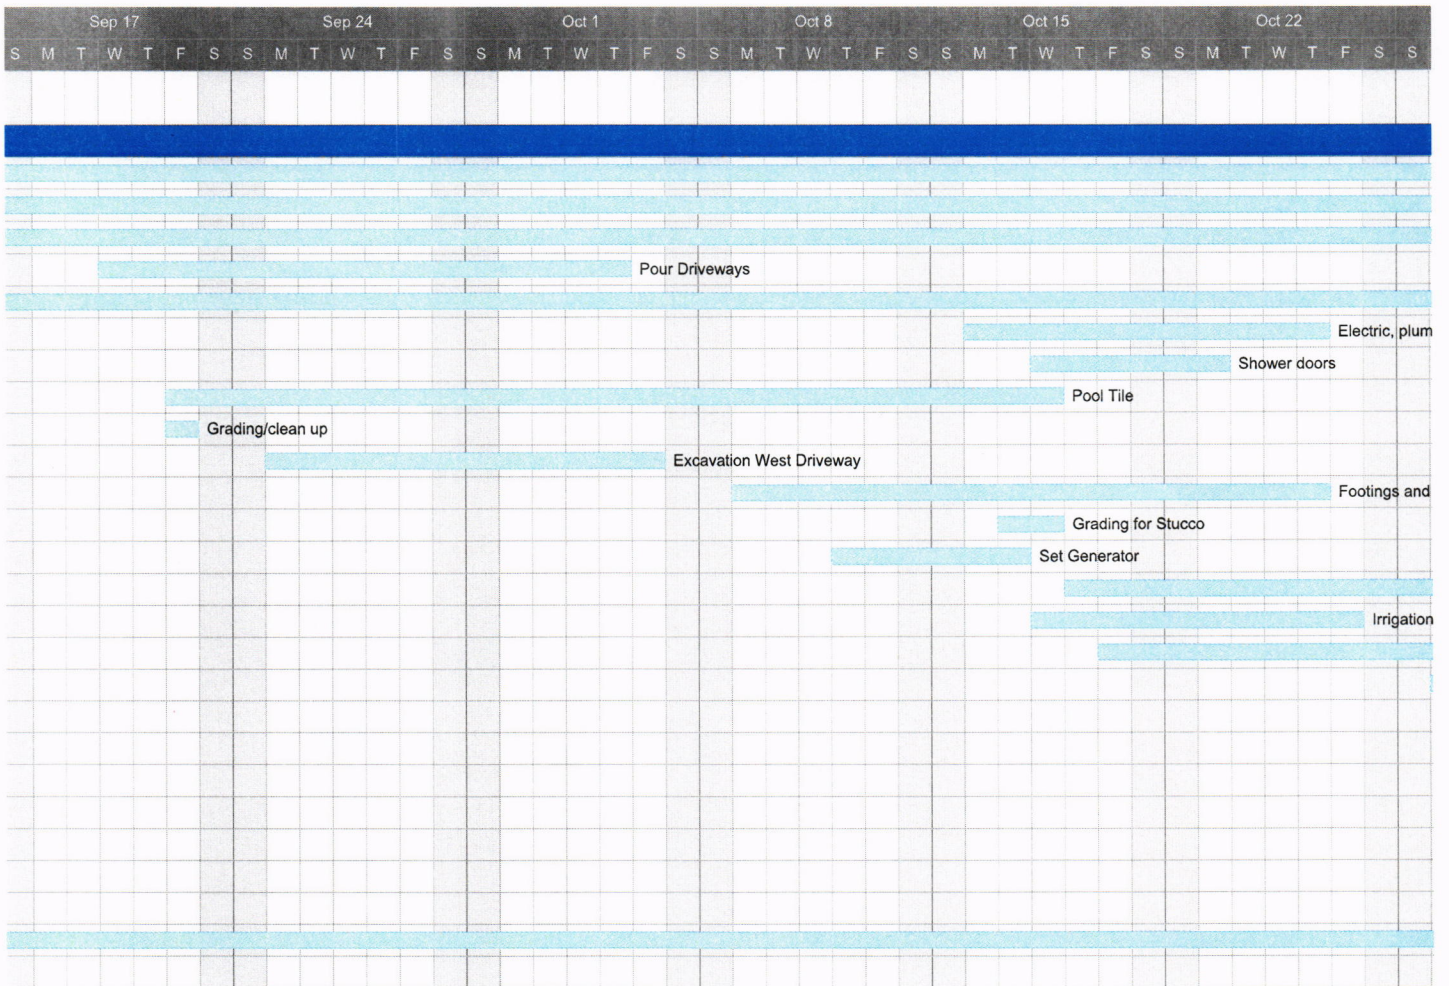 Sep 17 Sep 24 Oct 1 Oct 8 Oct 15 Oct 22
S M T W T F S S M T W T F S S M T W T F S S M T W T F S S M T W T F S S M T W T F S S
Pour Driveways
Electric, plum
Shower doors
Pool Tile
Grading/clean up
Excavation West Driveway
Footings and
Grading for Stucco
Set Generator
Irrigation